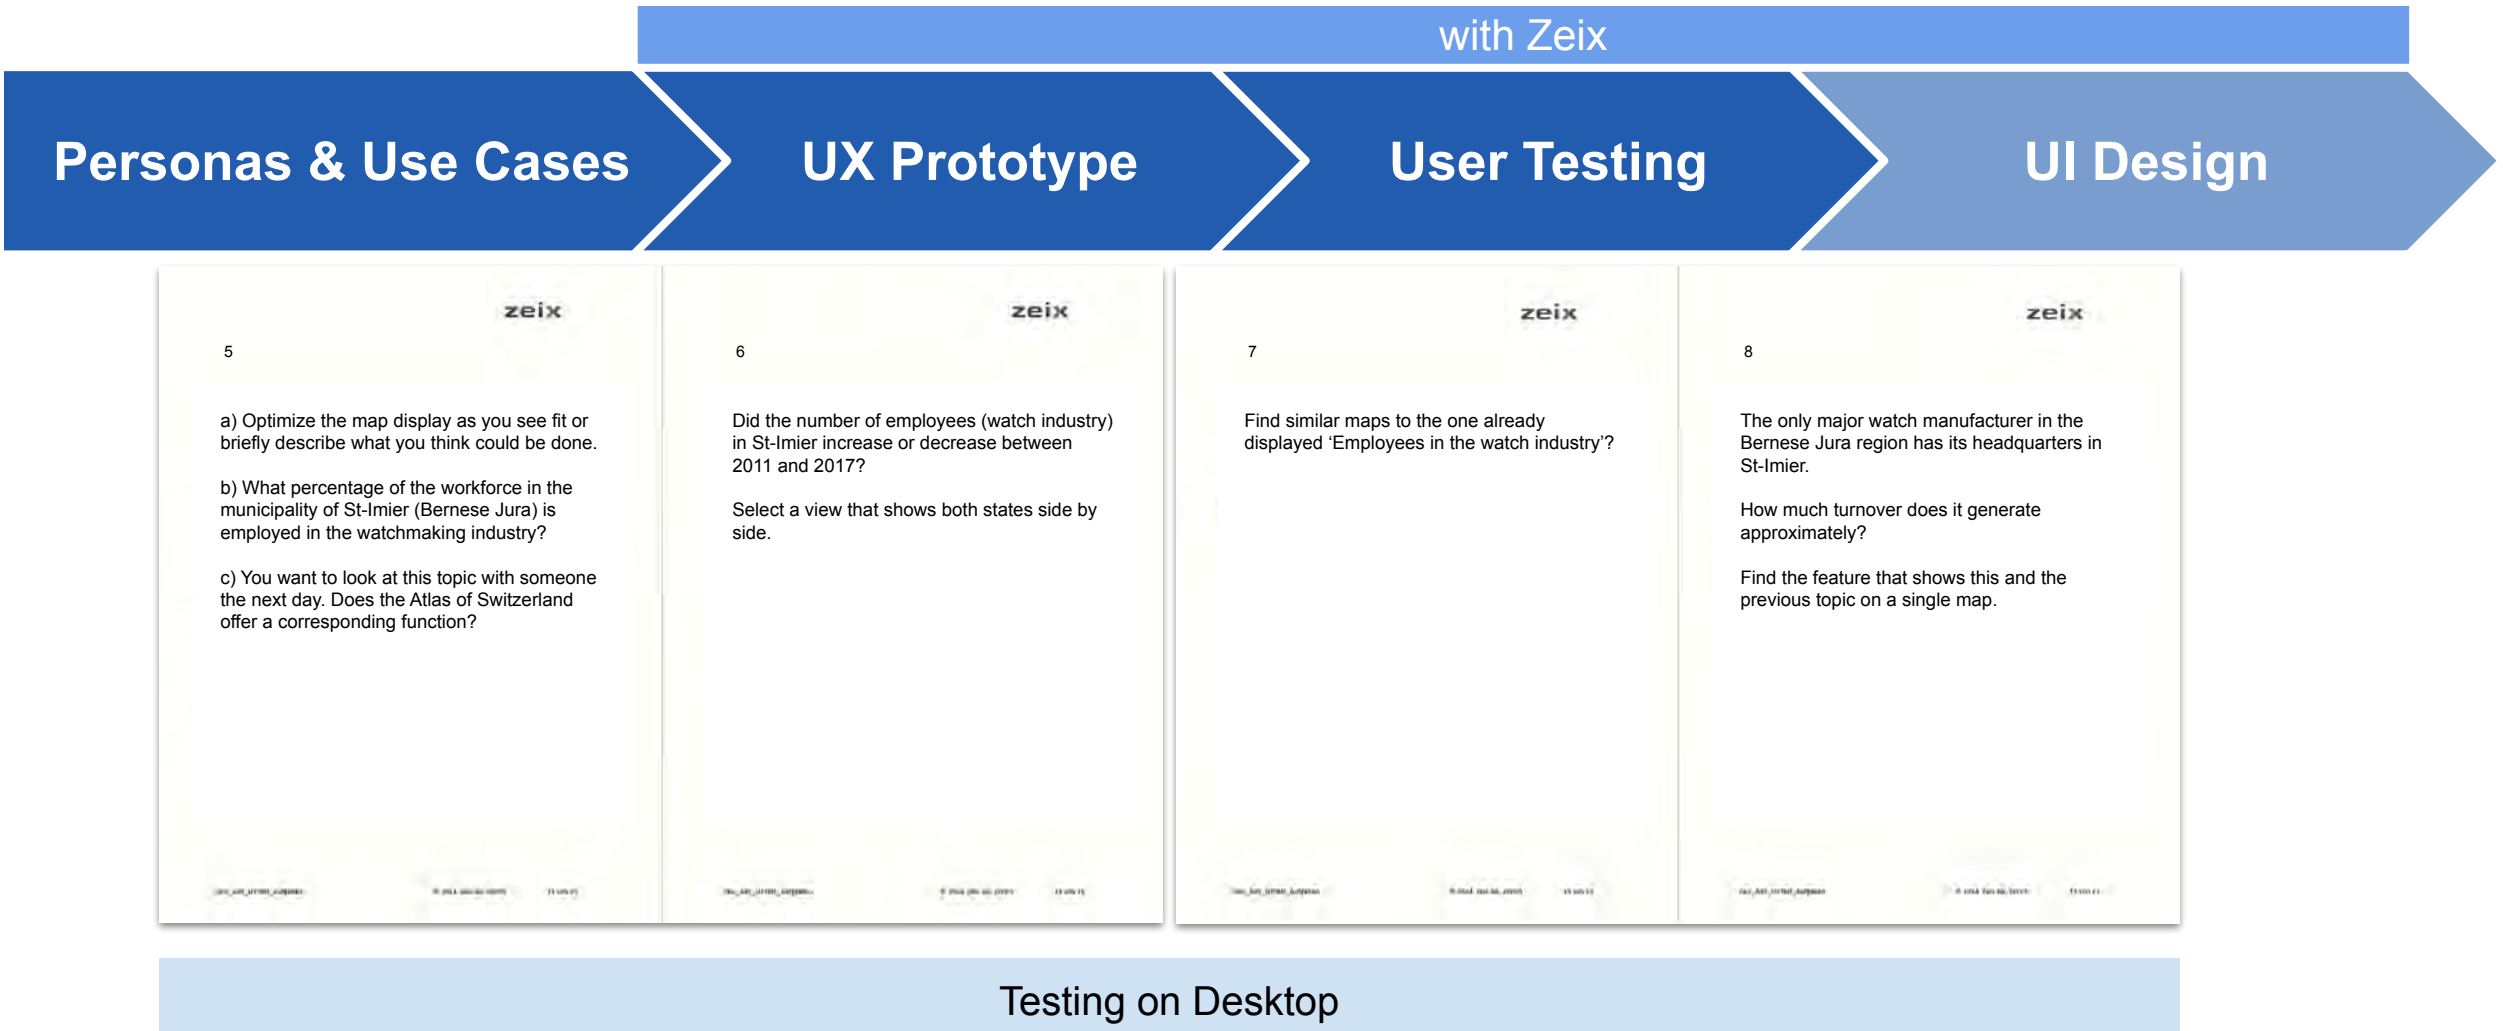 with Zeix
Personas & Use Cases
UX Prototype
User Testing
UI Design
zeix
5
a) Optimize the map display as you see fit or
briefly describe what you think could be done.
b) What percentage of the workforce in the
municipality of St-Imier (Bernese Jura) is
employed in the watchmaking industry?
c) You want to look at this topic with someone
the next day. Does the Atlas of Switzerland
offer a corresponding function?
zeix
6
Did the number of employees (watch industry)
in St-Imier increase or decrease between
2011 and 2017?
Select a view that shows both states side by
side.
zeix
7
Find similar maps to the one already
displayed ‘Employees in the watch industry’?
zeix
8
The only major watch manufacturer in the
Bernese Jura region has its headquarters in
St-Imier.
How much turnover does it generate
approximately?
Find the feature that shows this and the
previous topic on a single map.
Testing on Desktop